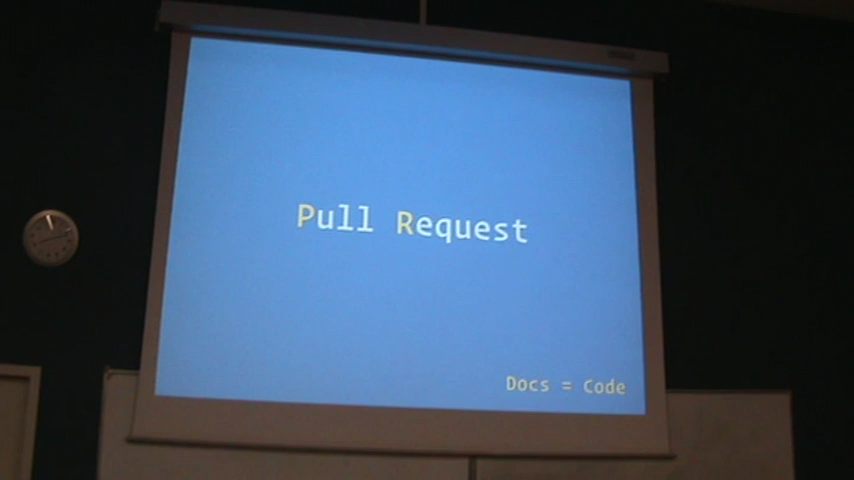 Pull Request
Docs = Code